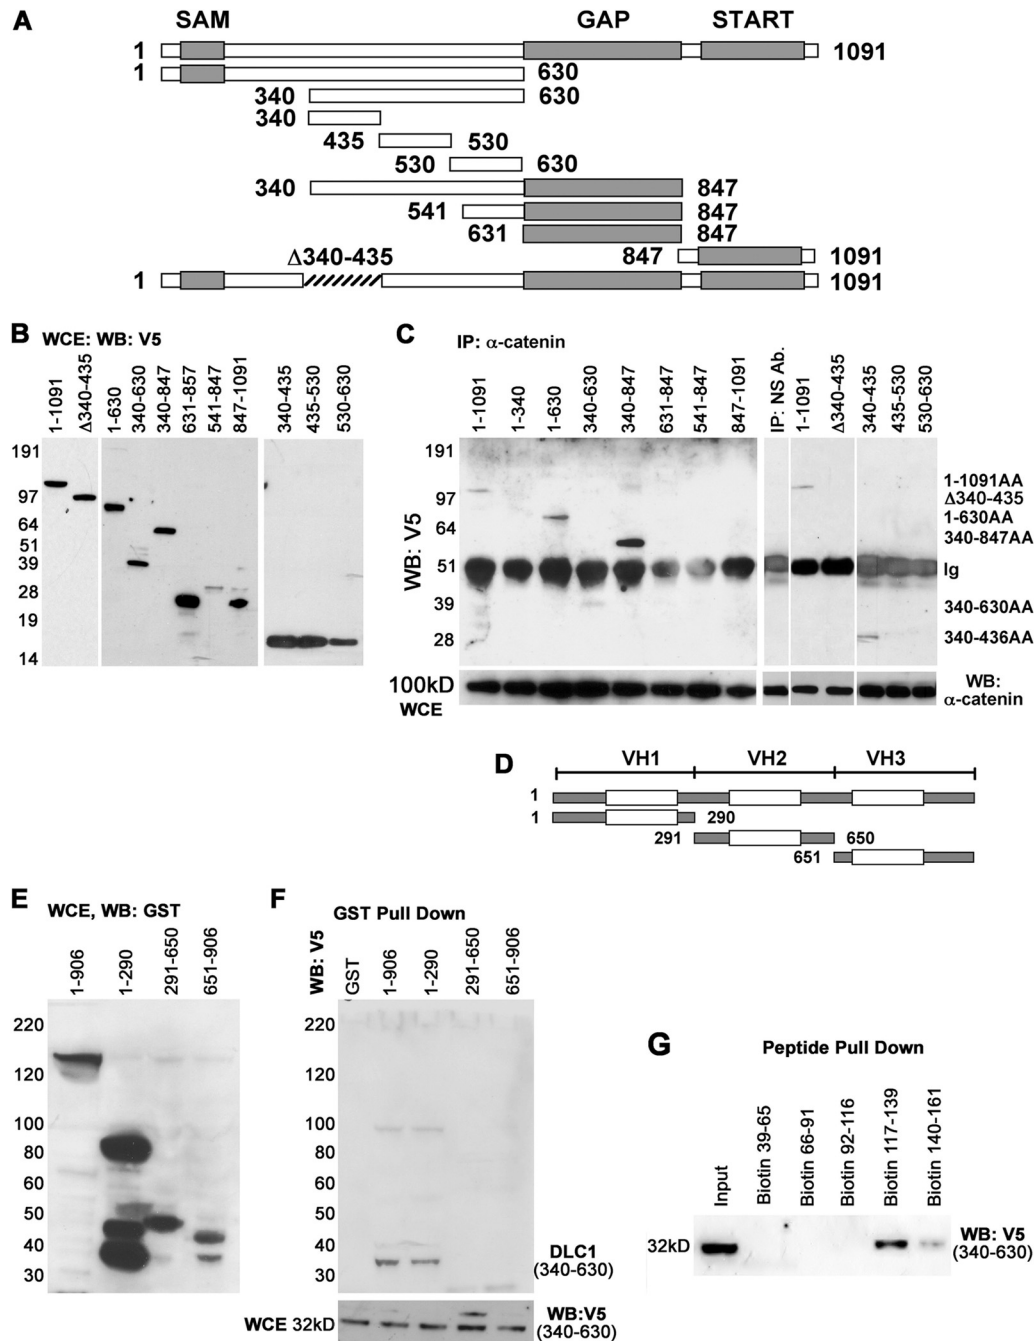 A
SAM GAP START
1 1091
1 630
340 630
340
435 530
530 630
340 847
541 847
631 847
Δ340-435 847 1091
1 1091
B
WCE: WB: V5
1-1091
Δ340-435
1-630
340-630
340-847
631-857
541-847
847-1091
340-435
435-530
530-630
191
97
64
51
39
28
19
14
C
IP: α-catenin
1-1091
1-340
1-630
340-630
340-847
631-847
541-847
847-1091
IP: NS Ab.
1-1091
Δ340-435
340-435
435-530
530-630
WB: V5
191
97
64
51
39
28
1-1091AA
Δ340-435
1-630AA
340-847AA
Ig
340-630AA
340-436AA
100kD
WCE
WB:
α-catenin
D
VH1 VH2 VH3
1
1 290
291 650
651
E
WCE, WB: GST
1-906
1-290
291-650
651-906
220
120
100
80
60
50
40
30
F
GST Pull Down
WB: V5
GST
1-906
1-290
291-650
651-906
220
120
100
80
60
50
40
30
DLC1
(340-630)
WCE 32kD
WB:V5
(340-630)
G
Peptide Pull Down
Input
Biotin 39-65
Biotin 66-91
Biotin 92-116
Biotin 117-139
Biotin 140-161
32kD
WB: V5
(340-630)